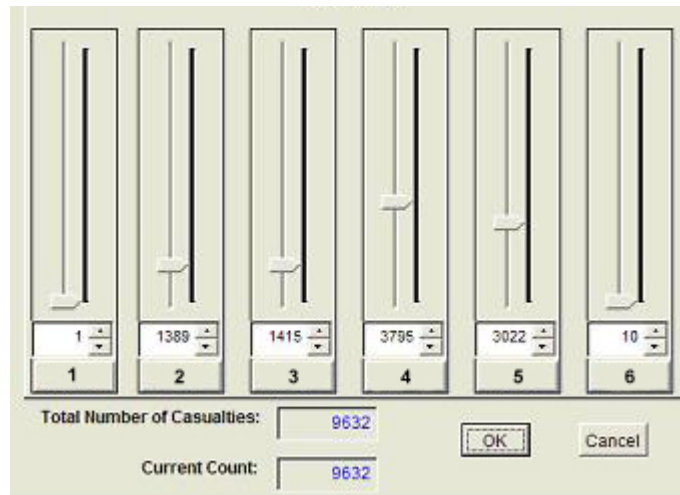 1 1389 1415 3795 3022 10
1 2 3 4 5 6
Total Number of Casualties: 9632
OK Cancel
Current Count: 9632